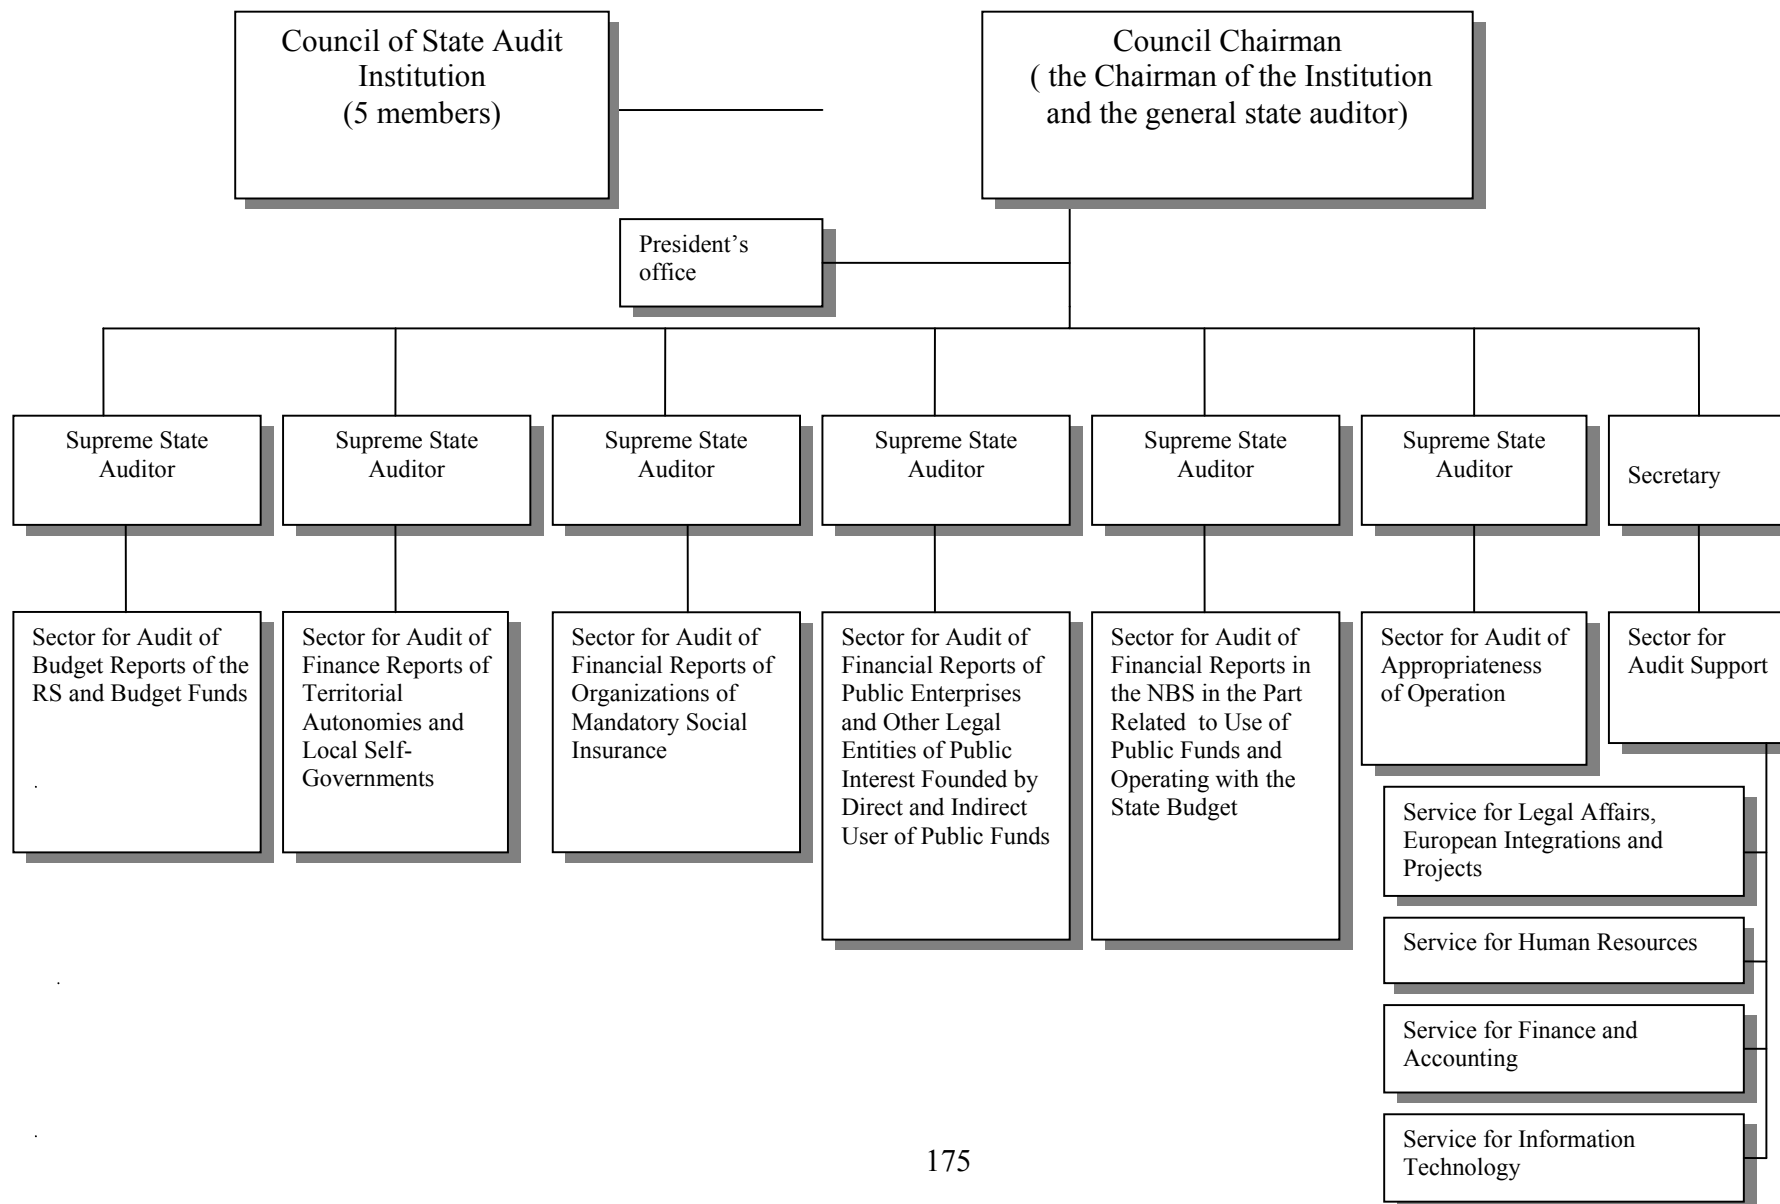 Council of State Audit
Institution
(5 members)
Council Chairman
( the Chairman of the Institution
and the general state auditor)
President’s
office
Supreme State
Auditor
Supreme State
Auditor
Supreme State
Auditor
Supreme State
Auditor
Supreme State
Auditor
Supreme State
Auditor
Secretary
Sector for Audit of
Budget Reports of the
RS and Budget Funds
Sector for Audit of
Finance Reports of
Territorial
Autonomies and
Local Self-
Governments
Sector for Audit of
Financial Reports of
Organizations of
Mandatory Social
Insurance
Sector for Audit of
Financial Reports of
Public Enterprises
and Other Legal
Entities of Public
Interest Founded by
Direct and Indirect
User of Public Funds
Sector for Audit of
Financial Reports in
the NBS in the Part
Related to Use of
Public Funds and
Operating with the
State Budget
Sector for Audit of
Appropriateness
of Operation
Sector for
Audit Support
Service for Legal Affairs,
European Integrations and
Projects
Service for Human Resources
Service for Finance and
Accounting
Service for Information
Technology
175